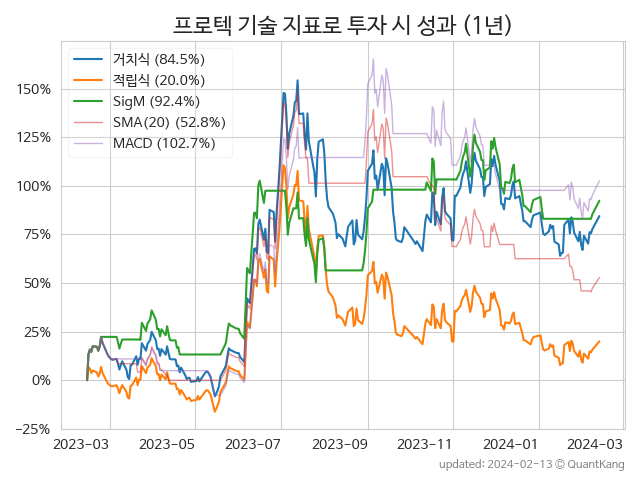 프로텍 기술 지표로 투자 시 성과 (1년)
거치식 (84.5%)
적립식 (20.0%)
SigM (92.4%)
SMA(20) (52.8%)
MACD (102.7%)
150%
125%
100%
75%
50%
25%
0%
−25%
2023-03 2023-05 2023-07 2023-09 2023-11 2024-01 2024-03
updated: 2024-02-13 © QuantKang